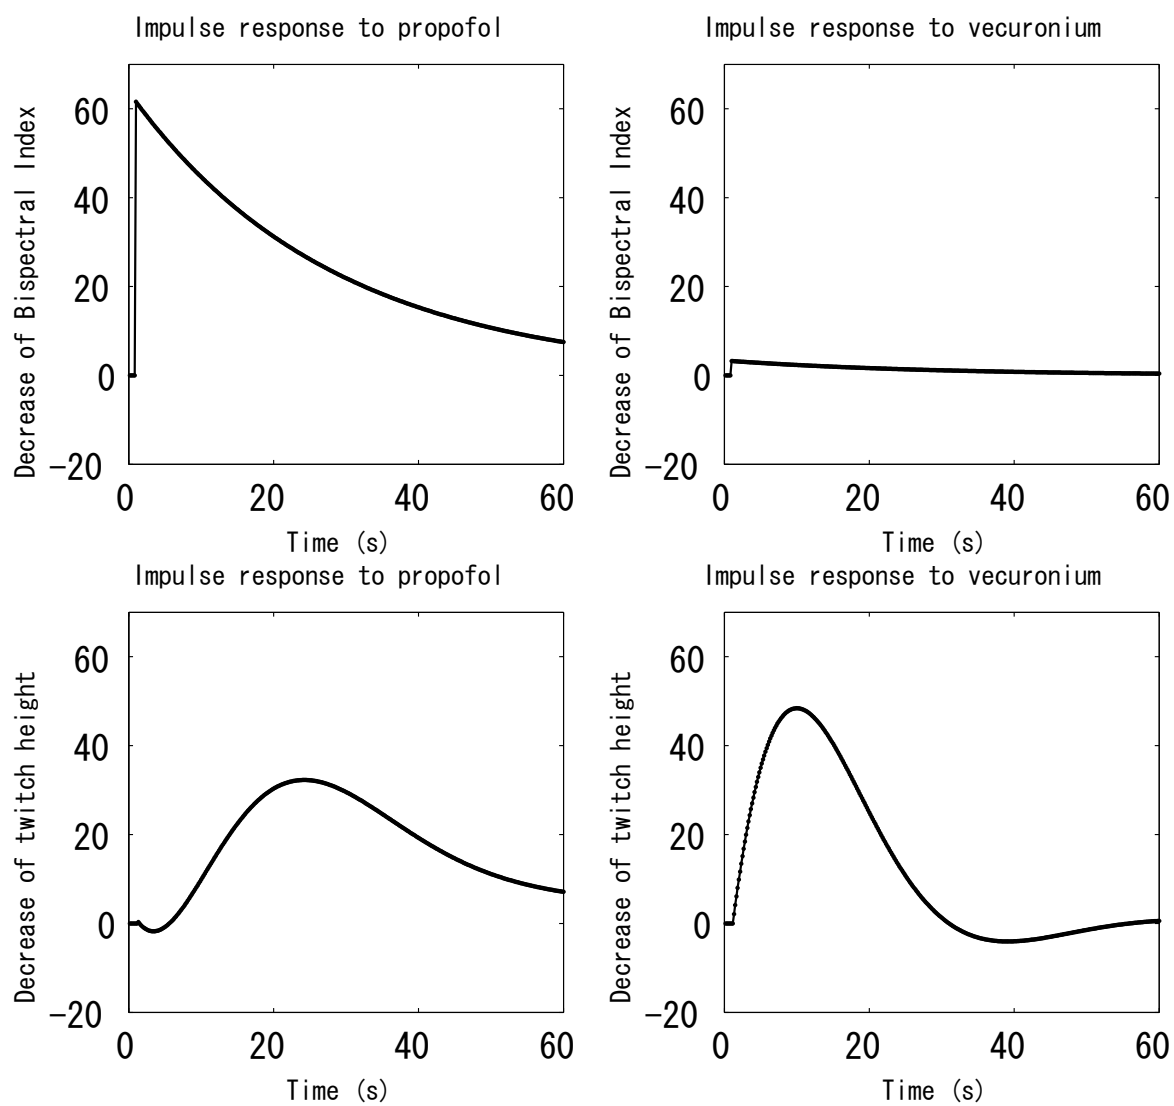 Impulse response to propofol
Decrease of Bispectral Index
60
40
20
0
−20
0 20 40 60
Time (s)
Impulse response to vecuronium
Decrease of Bispectral Index
60
40
20
0
−20
0 20 40 60
Time (s)
Impulse response to propofol
Decrease of twitch height
60
40
20
0
−20
0 20 40 60
Time (s)
Impulse response to vecuronium
Decrease of twitch height
60
40
20
0
−20
0 20 40 60
Time (s)